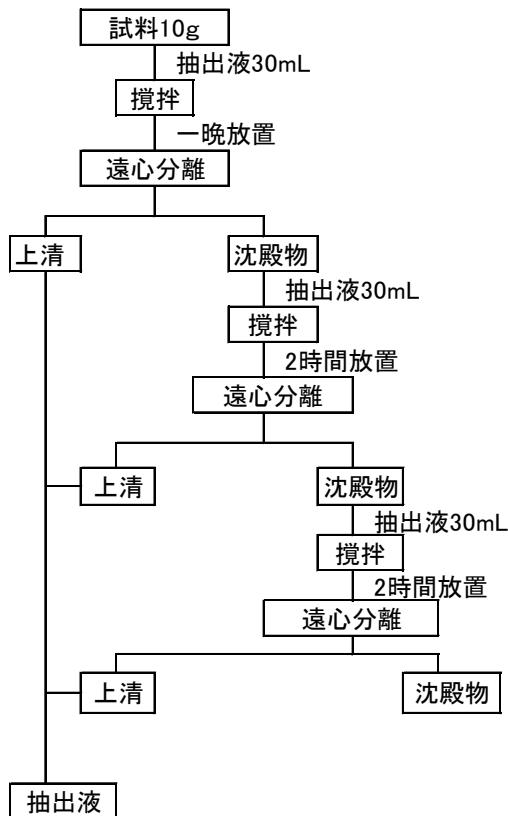 試料10g
抽出液30mL
攪拌
一晩放置
遠心分離
上清
沈殿物
抽出液30mL
攪拌
2時間放置
遠心分離
上清
沈殿物
抽出液30mL
攪拌
2時間放置
遠心分離
上清
沈殿物
抽出液